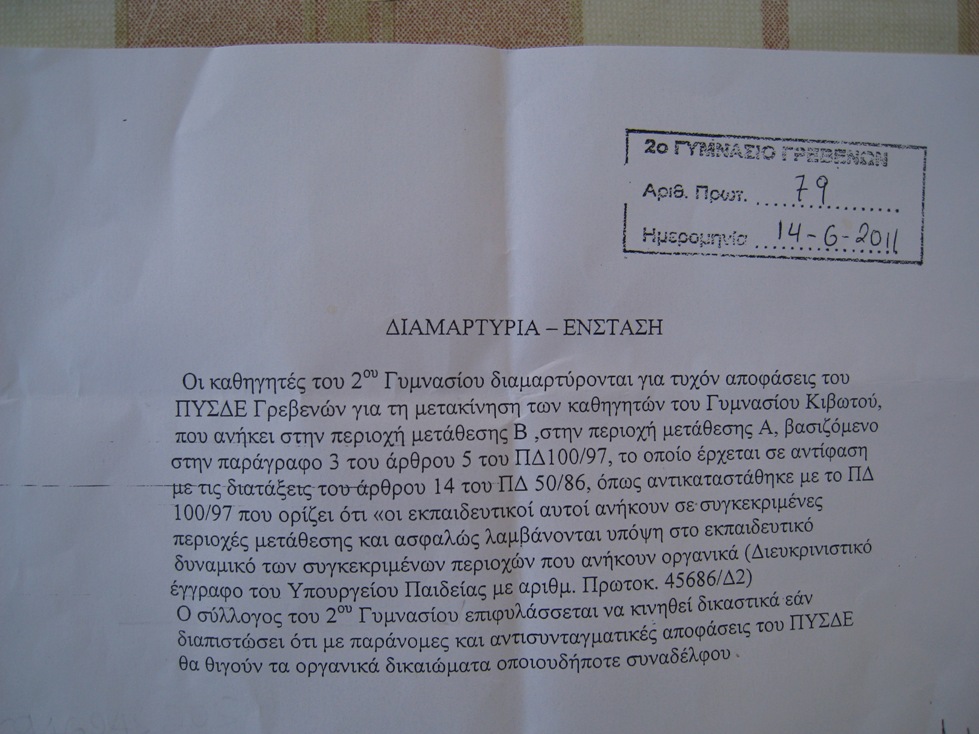 2ο ΓΥΜΝΑΣΙΟ ΓΡΕΒΕΝΩΝ
Αριθ. Πρωτ. 79
Ημερομηνία 14-6-2011
ΔΙΑΜΑΡΤΥΡΙΑ – ΕΝΣΤΑΣΗ
Οι καθηγητές του 2ου Γυμνασίου διαμαρτύρονται για τυχόν αποφάσεις του
ΠΥΣΔΕ Γρεβενών για τη μετακίνηση των καθηγητών του Γυμνασίου Κιβωτού,
που ανήκει στην περιοχή μετάθεσης Β ,στην περιοχή μετάθεσης Α, βασιζόμενο
στην παράγραφο 3 του άρθρου 5 του ΠΔ100/97, το οποίο έρχεται σε αντίφαση
με τις διατάξεις του άρθρου 14 του ΠΔ 50/86, όπως αντικαταστάθηκε με το ΠΔ
100/97 που ορίζει ότι «οι εκπαιδευτικοί αυτοί ανήκουν σε συγκεκριμένες
περιοχές μετάθεσης και ασφαλώς λαμβάνονται υπόψη στο εκπαιδευτικό
δυναμικό των συγκεκριμένων περιοχών που ανήκουν οργανικά (Διευκρινιστικό
έγγραφο του Υπουργείου Παιδείας με αριθμ. Πρωτοκ. 45686/Δ2)
Ο σύλλογος του 2ου Γυμνασίου επιφυλάσσεται να κινηθεί δικαστικά εάν
διαπιστώσει ότι με παράνομες και αντισυνταγματικές αποφάσεις του ΠΥΣΔΕ
θα θιγούν τα οργανικά δικαιώματα οποιουδήποτε συναδέλφου.